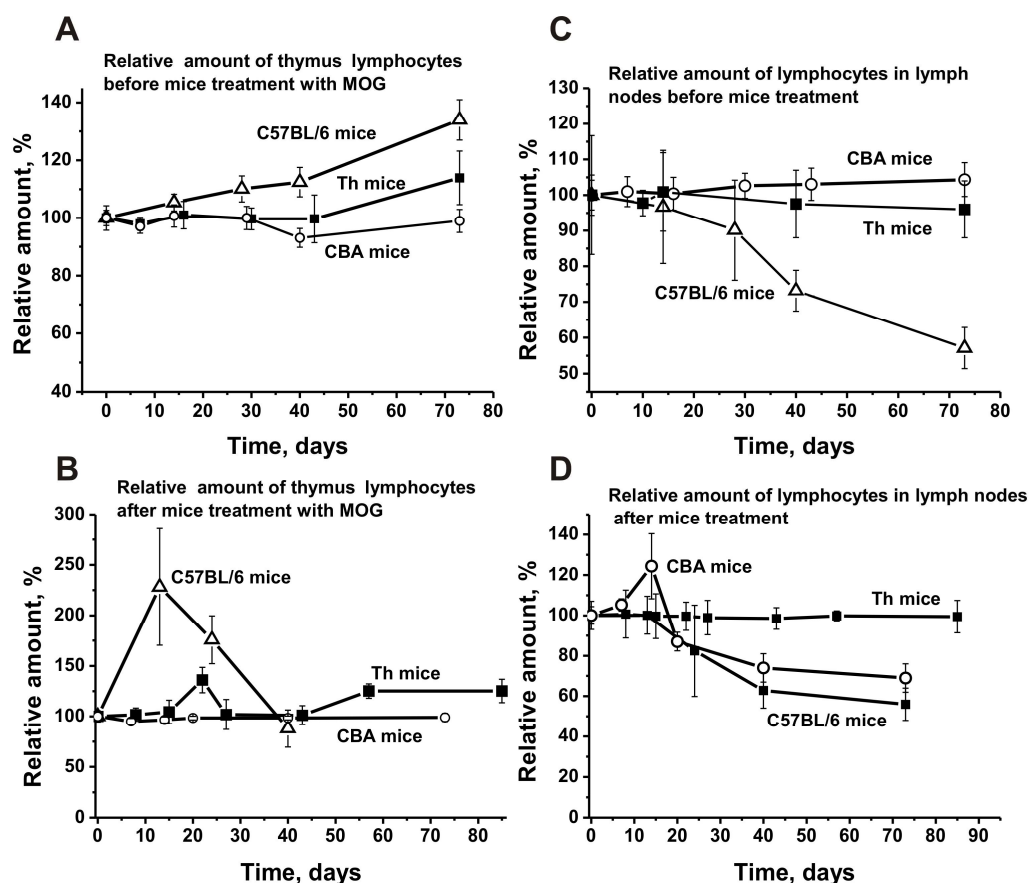 A
Relative amount of thymus lymphocytes
before mice treatment with MOG
Relative amount, %
140
120
100
80
60
40
C57BL/6 mice
Th mice
CBA mice
0 10 20 30 40 50 60 70 80
Time, days
C
Relative amount of lymphocytes in lymph
nodes before mice treatment
Relative amount, %
130
120
110
100
90
80
70
60
50
CBA mice
Th mice
C57BL/6 mice
0 10 20 30 40 50 60 70 80
Time, days
B
Relative amount of thymus lymphocytes
after mice treatment with MOG
Relative amount, %
300
250
200
150
100
50
0
C57BL/6 mice
Th mice
CBA mice
0 10 20 30 40 50 60 70 80
Time, days
D
Relative amount of lymphocytes in lymph nodes
after mice treatment
Relative amount, %
140
120
100
80
60
40
20
0
CBA mice
Th mice
C57BL/6 mice
0 10 20 30 40 50 60 70 80 90
Time, days